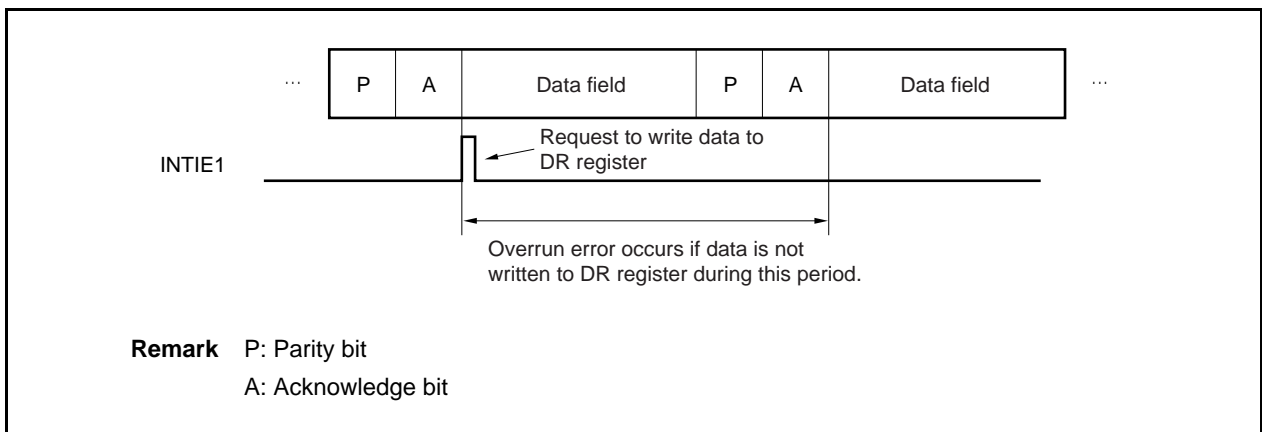 ... P A Data field P A Data field ...
INTIE1
Request to write data to
DR register
Overrun error occurs if data is not
written to DR register during this period.
Remark P: Parity bit
A: Acknowledge bit